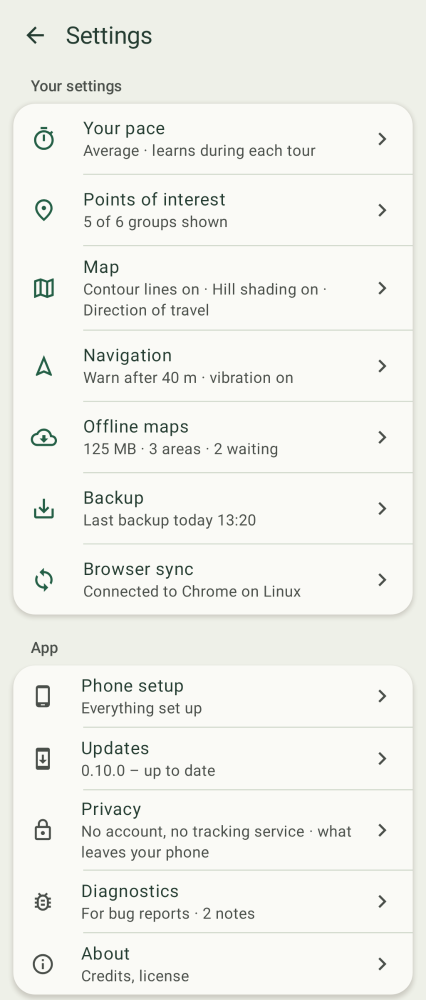 Settings
Your settings
Your pace
Average · learns during each tour
Points of interest
5 of 6 groups shown
Map
Contour lines on · Hill shading on ·
Direction of travel
Navigation
Warn after 40 m · vibration on
Offline maps
125 MB · 3 areas · 2 waiting
Backup
Last backup today 13:20
Browser sync
Connected to Chrome on Linux
App
Phone setup
Everything set up
Updates
0.10.0 – up to date
Privacy
No account, no tracking service · what
leaves your phone
Diagnostics
For bug reports · 2 notes
About
Credits, license